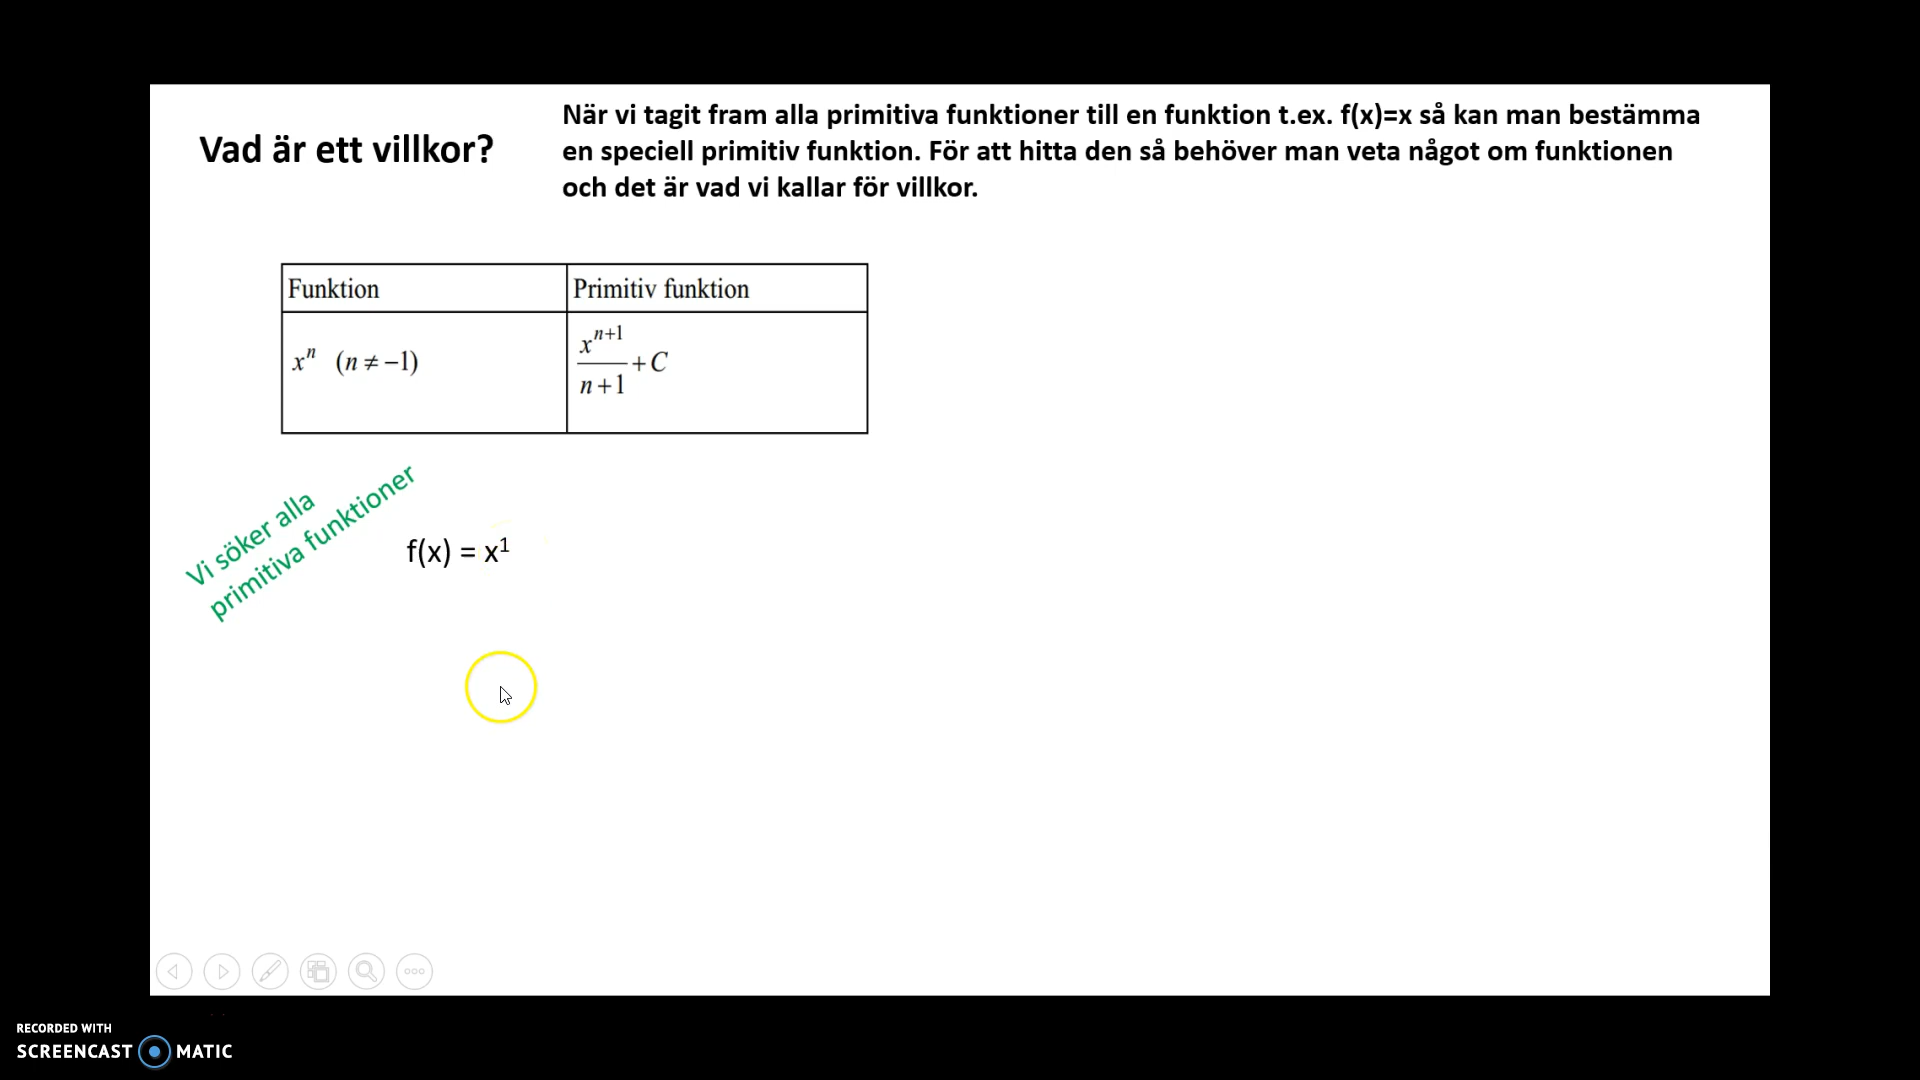 Vad är ett villkor?
När vi tagit fram alla primitiva funktioner till en funktion t.ex. f(x)=x så kan man bestämma
en speciell primitiv funktion. För att hitta den så behöver man veta något om funktionen
och det är vad vi kallar för villkor.
Funktion Primitiv funktion
xⁿ (n ≠ −1) xⁿ⁺¹/n+1 + C
Vi söker alla
primitiva funktioner
f(x) = x¹
RECORDED WITH
SCREENCAST MATIC